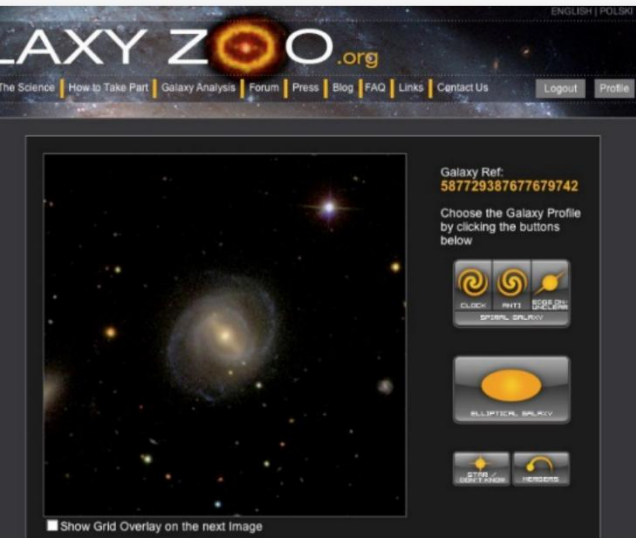 ENGLISH | POLSKI
LAXY ZOO.org
The Science | How to Take Part | Galaxy Analysis | Forum | Press | Blog | FAQ | Links | Contact Us Logout Profile
Galaxy Ref:
587729387677679742
Choose the Galaxy Profile
by clicking the buttons
below
CLOCK ANTI EDGE ON/
UNCLEAR
SPIRAL GALAXY
ELLIPTICAL GALAXY
STAR /
DON'T KNOW MERGERS
Show Grid Overlay on the next Image